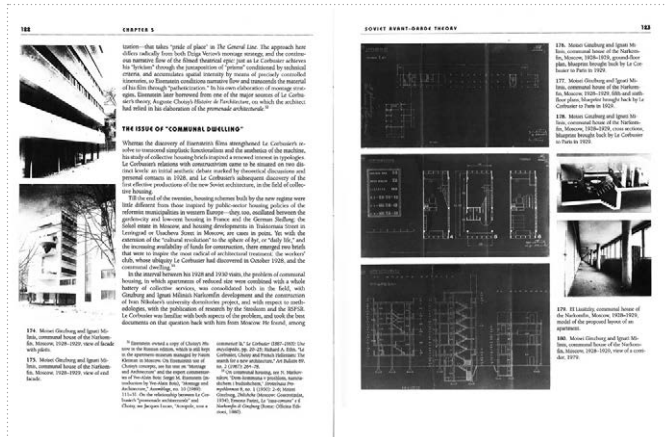 122
CHAPTER 5
tization—that takes "pride of place" in The General Line. The approach here
differs radically from both Dziga Vertov's montage strategy, and the continu-
ous narrative flow of the filmed theatrical epic: just as Le Corbusier achieves
his "lyricism" through the juxtaposition of "prisms" conditioned by technical
criteria, and accumulates spatial intensity by means of precisely controlled
itineraries, so Eisenstein conditions narrative flow and transcends the material
of his film through "pathetization." In his own elaboration of montage strat-
egies, Eisenstein later borrowed from one of the major sources of Le Corbu-
sier's theory, Auguste Choisy's Histoire de l'architecture, on which the architect
had relied in his elaboration of the promenade architecturale.
THE ISSUE OF "COMMUNAL DWELLING"
Whereas the discovery of Eisenstein's films strengthened Le Corbusier's re-
solve to transcend simplistic functionalism and the aesthetics of the machine,
his study of collective housing briefs inspired a renewed interest in typologies.
Le Corbusier's relations with constructivism came to be situated on two dis-
tinct levels: an initial aesthetic debate marked by theoretical discussions and
personal contacts in 1928, and Le Corbusier's subsequent discovery of the
first effective productions of the new Soviet architecture, in the field of collec-
tive housing.
Till the end of the twenties, housing schemes built by the new regime were
little different from those inspired by public-sector housing policies of the
reformist municipalities in western Europe—they, too, oscillated between the
garden-city and low-cost housing in France and the German Siedlung; the
Sokol estate in Moscow, and housing developments in Traktornaia Street in
Leningrad or Usacheva Street in Moscow, are cases in point. Yet with the
extension of the "cultural revolution" to the sphere of byt, or "daily life," and
the increasing availability of funds for construction, there emerged two briefs
that were to inspire the most radical of architectural treatment, the workers'
club, whose ubiquity Le Corbusier had discovered in October 1928, and the
communal dwelling.
In the interval between his 1928 and 1930 visits, the problem of communal
housing, in which apartments of reduced size were combined with a whole
battery of collective services, was consolidated both in the field, with
Ginzburg and Ignati Milinis's Narkomfin development and the construction
of Ivan Nikolaev's university dormitories project, and with respect to meth-
odologies, with the publication of research by the Stroikom and the RSFSR.
Le Corbusier was familiar with both aspects of the problem, and took the best
documents on that question back with him from Moscow. He found, among
174. Moisei Ginzburg and Ignati Mi-
linis, communal house of the Narkom-
fin, Moscow, 1928–1929, view of facade
with pilotis.
175. Moisei Ginzburg and Ignati Mi-
linis, communal house of the Narkom-
fin, Moscow, 1928–1929, view of end
facade.
SOVIET AVANT-GARDE THEORY
123
176. Moisei Ginzburg and Ignati Mi-
linis, communal house of the Narkom-
fin, Moscow, 1928–1929, ground-floor
plan, blueprint brought back by Le Cor-
busier to Paris in 1929.
177. Moisei Ginzburg and Ignati Mi-
linis, communal house of the Narkom-
fin, Moscow, 1928–1929, fifth and sixth-
floor plans, blueprint brought back by Le
Corbusier to Paris in 1929.
178. Moisei Ginzburg and Ignati Mi-
linis, communal house of the Narkom-
fin, Moscow, 1928–1929, cross sections,
blueprint brought back by Le Corbusier
to Paris in 1929.
179. El Lissitzky, communal house of
the Narkomfin, Moscow, 1928–1929,
model of the proposed layout of an
apartment.
180. Moisei Ginzburg and Ignati Mi-
linis, communal house of the Narkom-
fin, Moscow, 1928–1929, view of a corri-
dor, 1979.